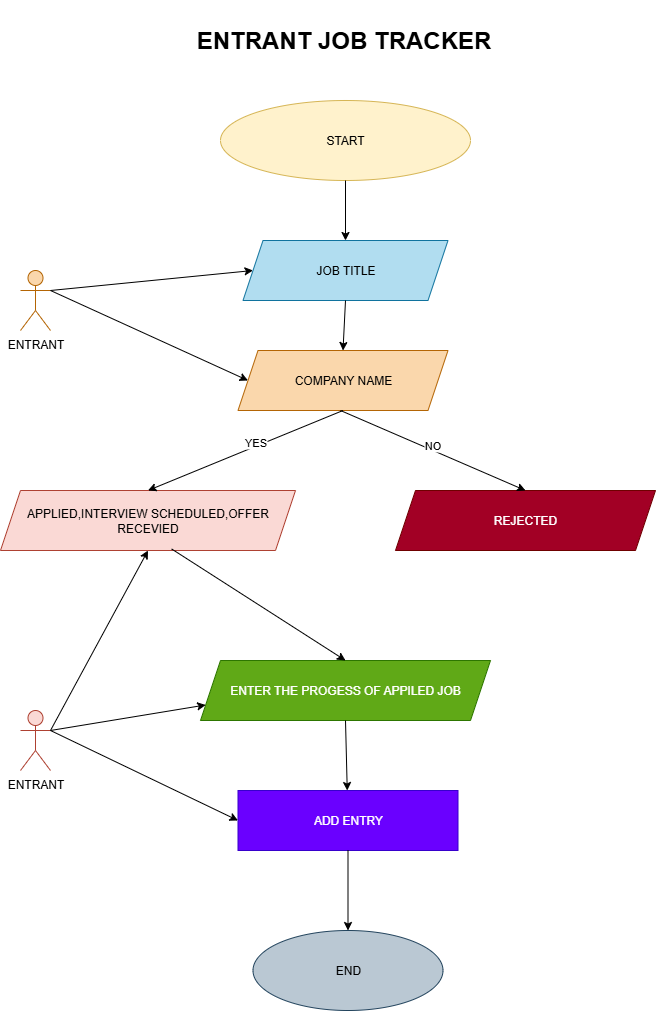 ENTRANT JOB TRACKER
START
JOB TITLE
ENTRANT
COMPANY NAME
YES
NO
APPLIED,INTERVIEW SCHEDULED,OFFER
RECEVIED
REJECTED
ENTER THE PROGESS OF APPILED JOB
ENTRANT
ADD ENTRY
END